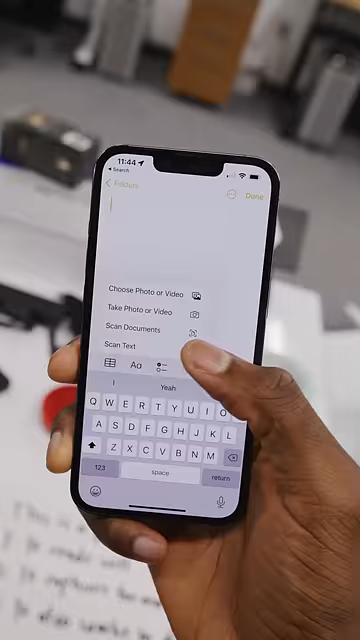 11:44
Search
Folders
Done
Choose Photo or Video
Take Photo or Video
Scan Documents
Scan Text
Aa
I
Yeah
Q W E R T Y U I O
A S D F G H J K L
Z X C V B N M
123
space
return
This is a